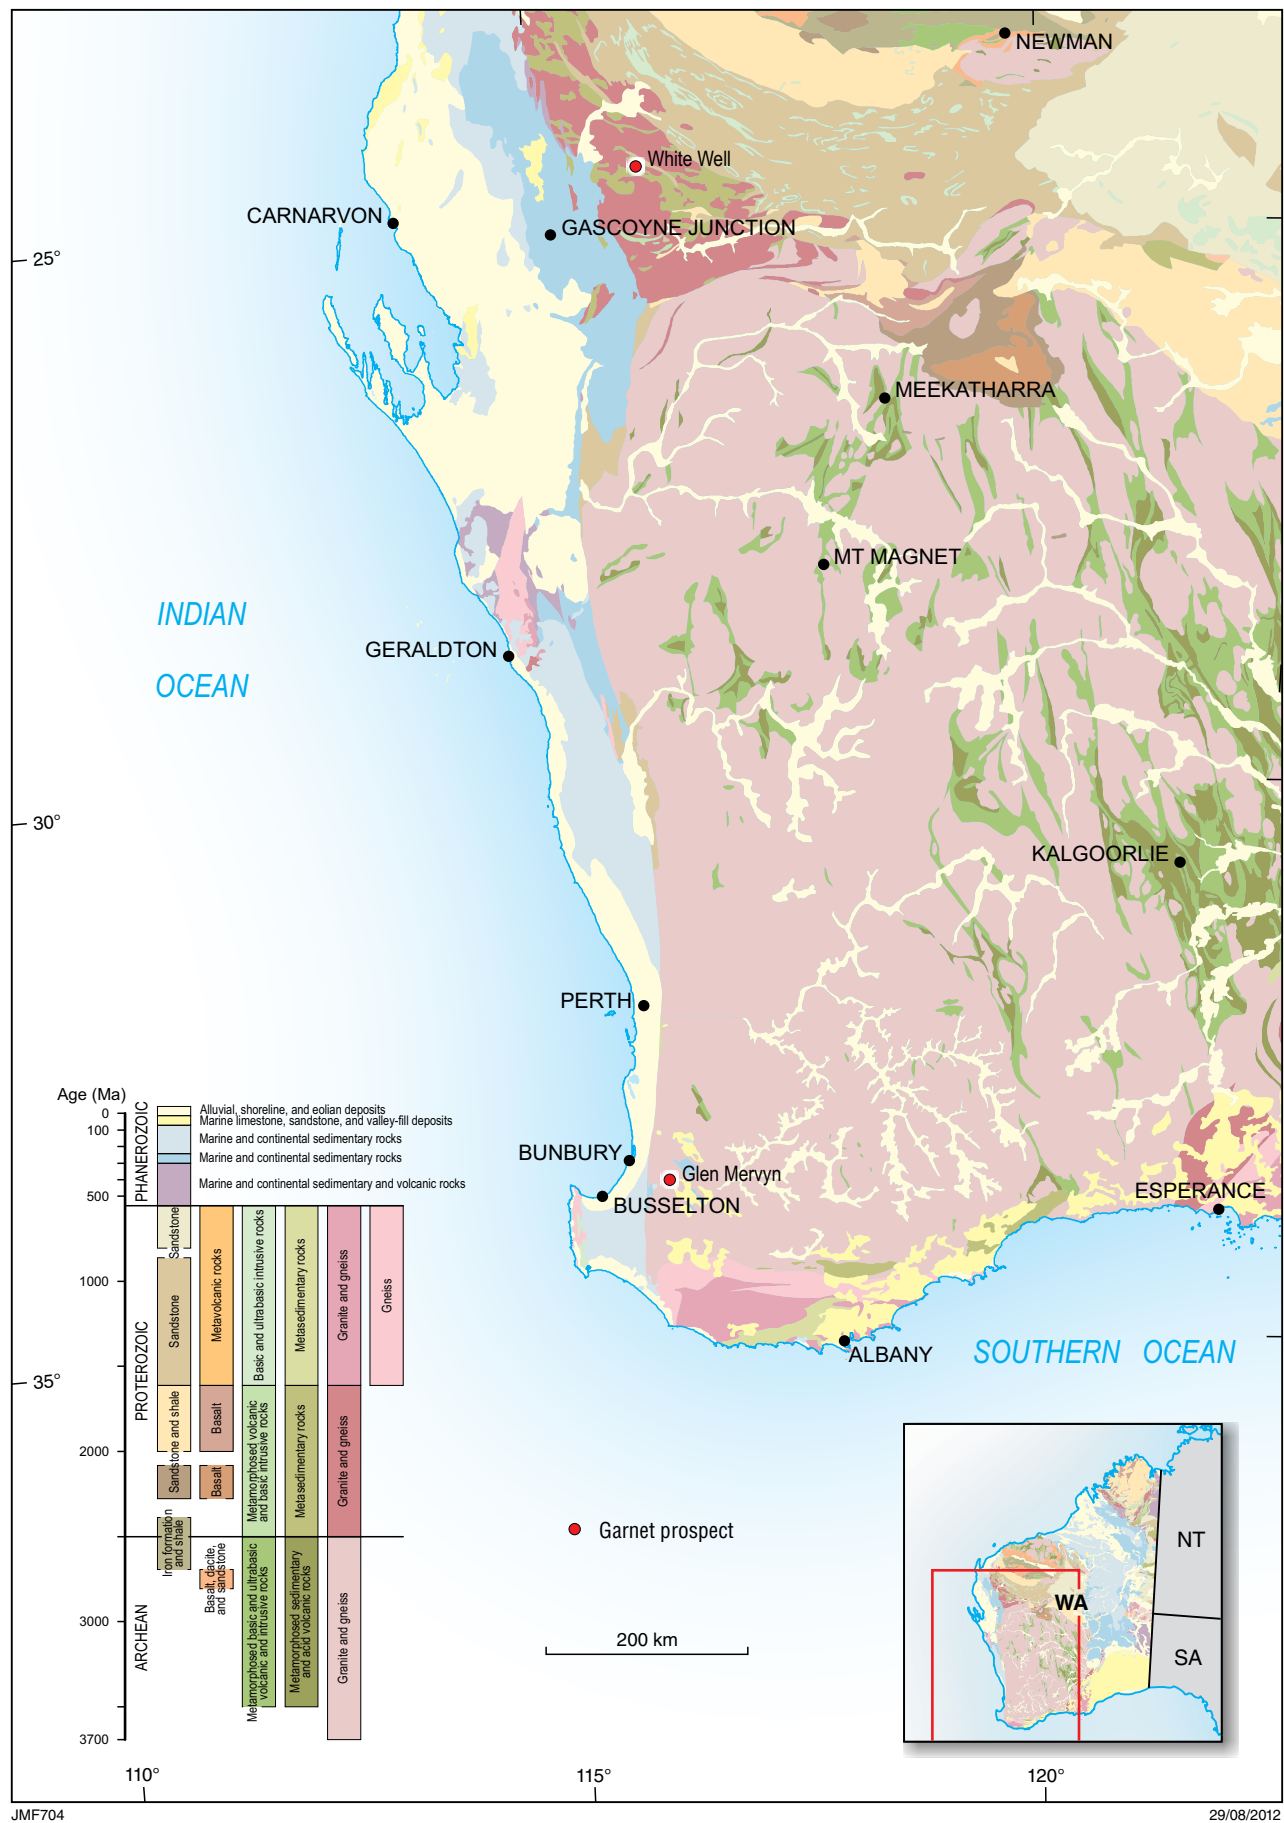 NEWMAN
White Well
CARNARVON
GASCOYNE JUNCTION
25°
MEEKATHARRA
MT MAGNET
INDIAN
OCEAN
GERALDTON
30°
KALGOORLIE
PERTH
BUNBURY
Glen Mervyn
BUSSELTON
ESPERANCE
ALBANY
SOUTHERN OCEAN
35°
Age (Ma)
0
100
500
1000
2000
3000
3700
PHANEROZOIC
PROTEROZOIC
ARCHEAN
Alluvial, shoreline, and eolian deposits
Marine limestone, sandstone, and valley-fill deposits
Marine and continental sedimentary rocks
Marine and continental sedimentary rocks
Marine and continental sedimentary and volcanic rocks
Sandstone
Sandstone
Sandstone and shale
Sandstone and shale
Iron formation
and shale
Metavolcanic rocks
Basalt
Basalt
Basalt, dacite,
and sandstone
Basic and ultrabasic intrusive rocks
Metamorphosed volcanic
and basic intrusive rocks
Metamorphosed basic and ultrabasic
volcanic and intrusive rocks
Metasedimentary rocks
Metasedimentary rocks
Metamorphosed sedimentary
and acid volcanic rocks
Granite and gneiss
Granite and gneiss
Granite and gneiss
Gneiss
Garnet prospect
200 km
WA
NT
SA
110°
115°
120°
JMF704
29/08/2012